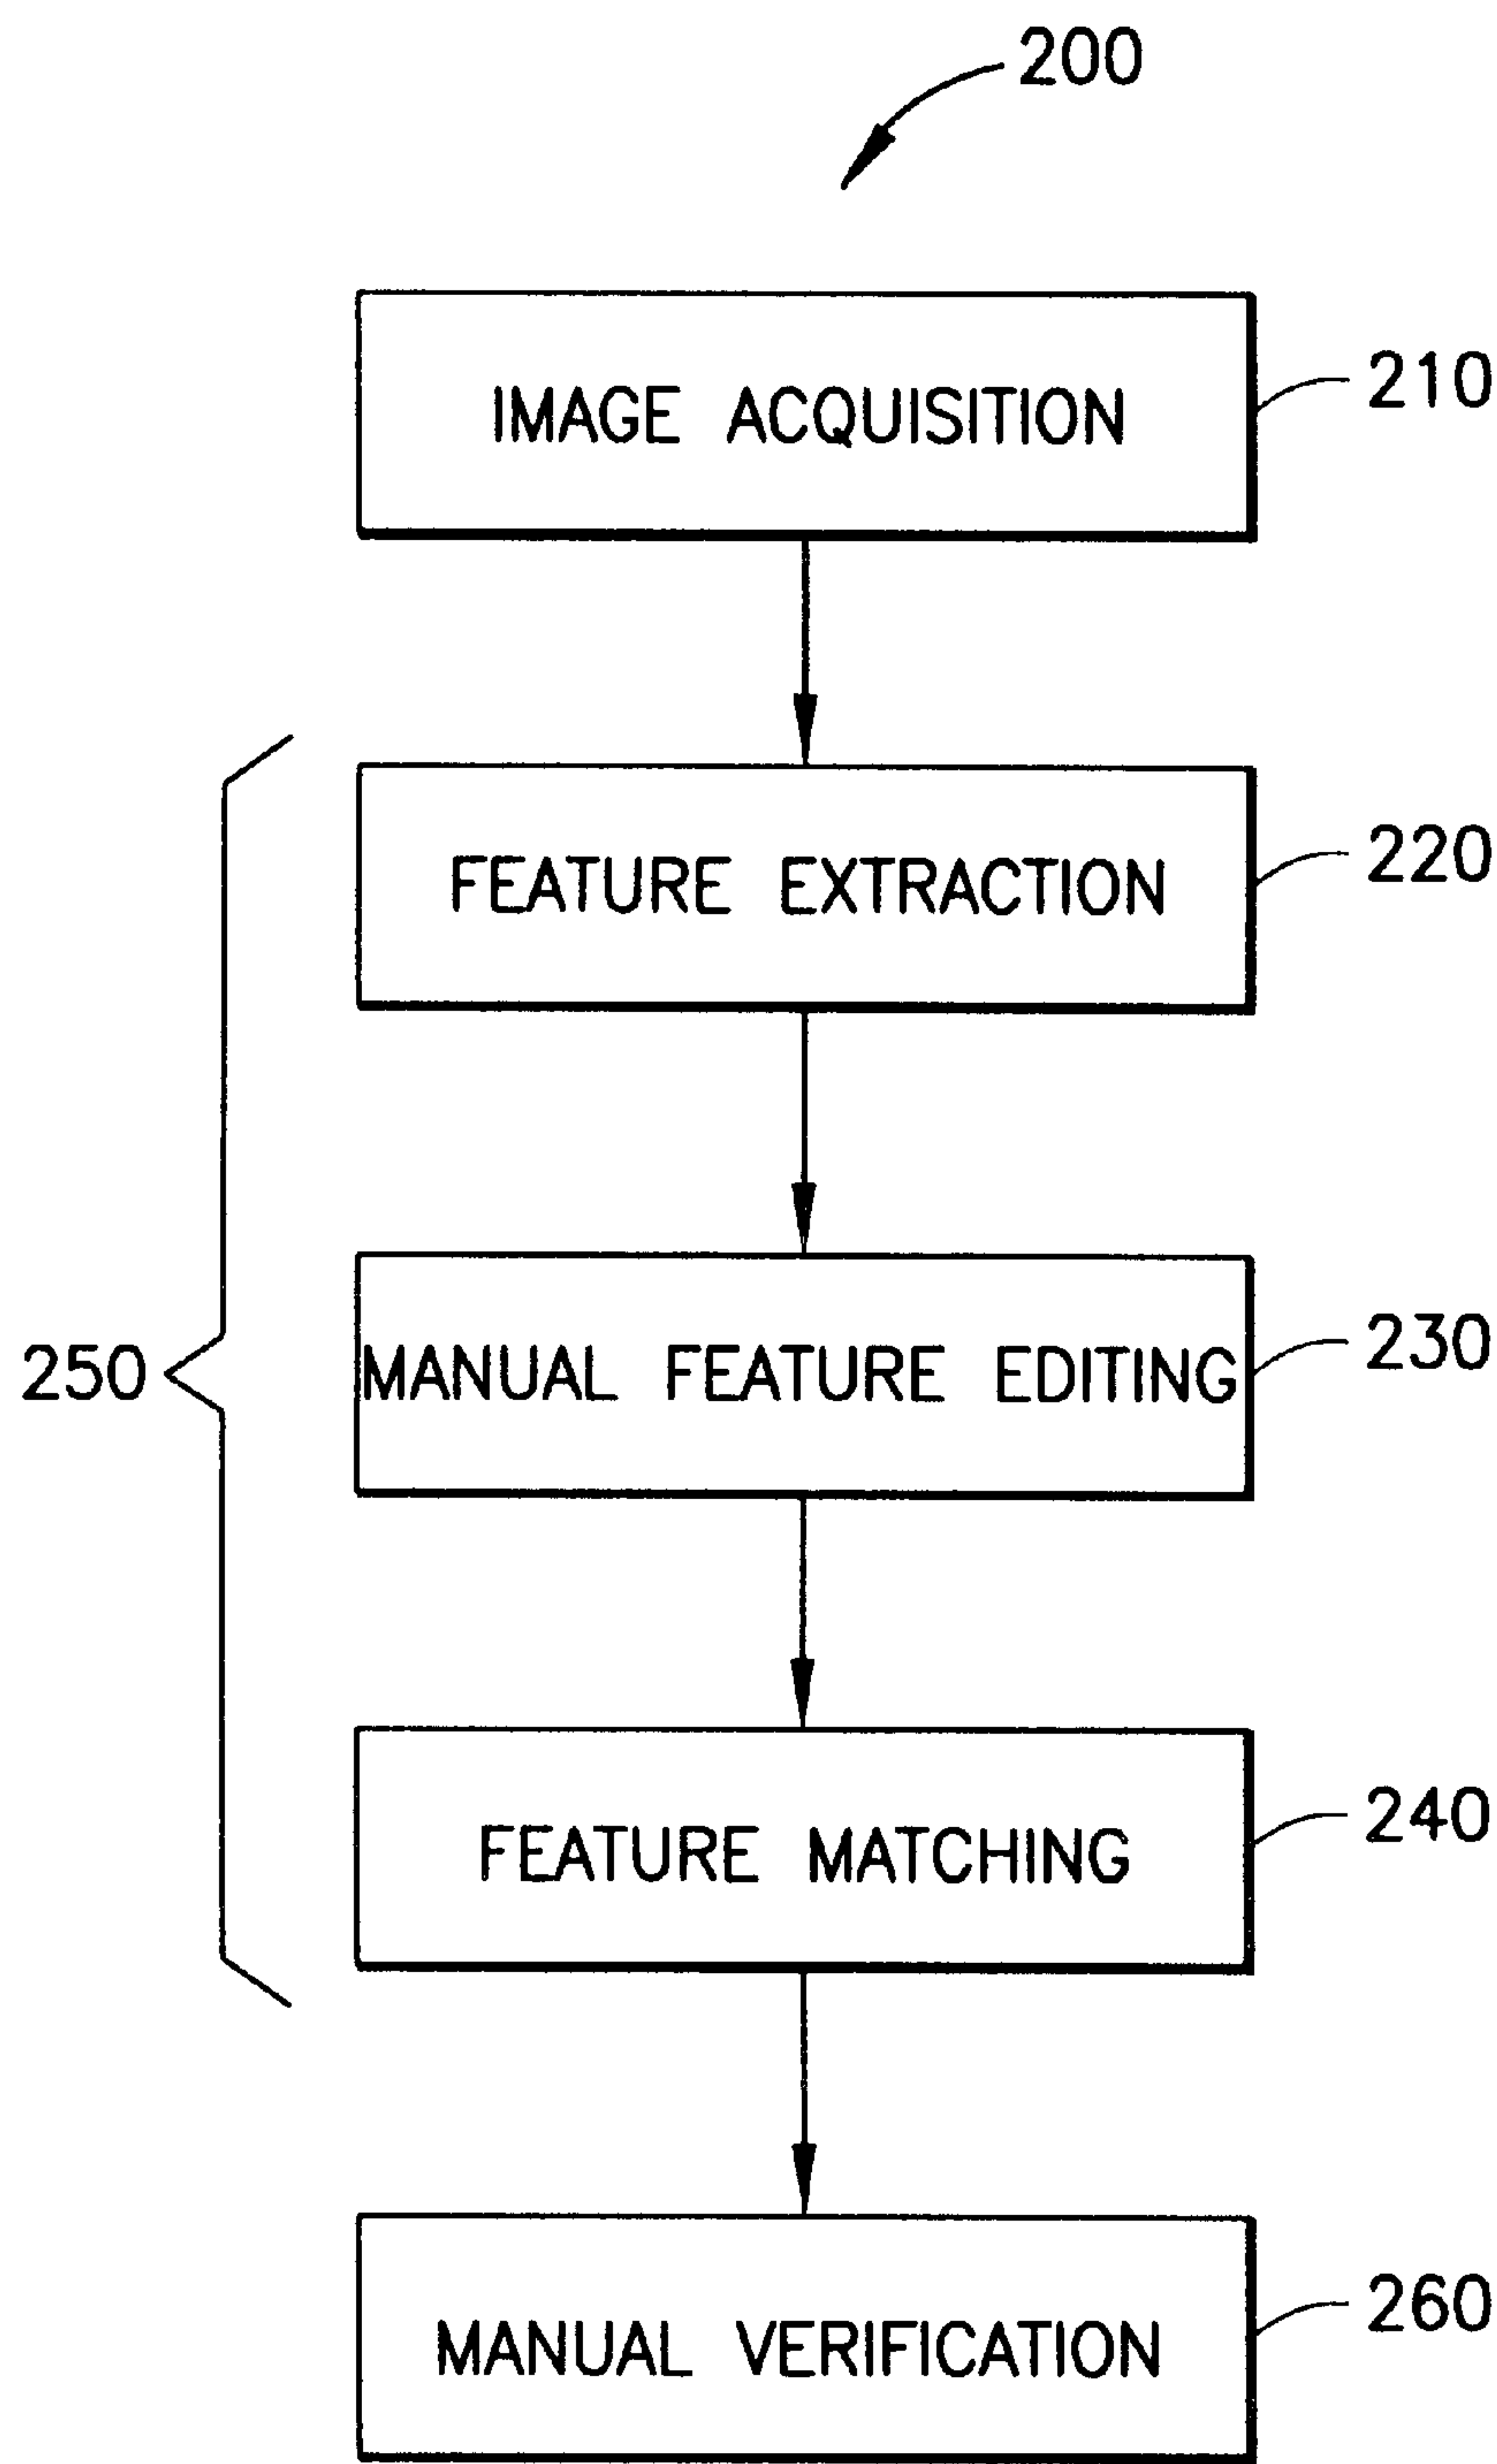 200
IMAGE ACQUISITION
210
FEATURE EXTRACTION
220
250
MANUAL FEATURE EDITING
230
FEATURE MATCHING
240
MANUAL VERIFICATION
260